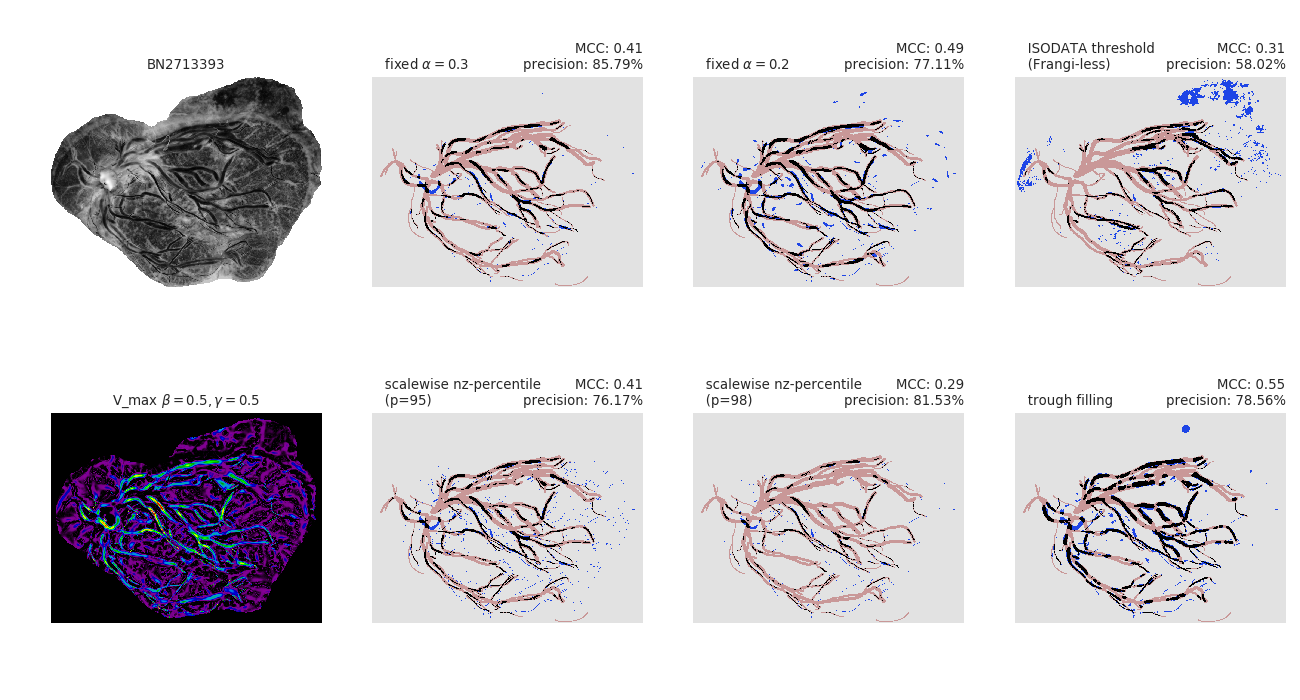 BN2713393
MCC: 0.41
fixed α = 0.3 precision: 85.79%
MCC: 0.49
fixed α = 0.2 precision: 77.11%
ISODATA threshold MCC: 0.31
(Frangi-less) precision: 58.02%
V_max β = 0.5, γ = 0.5
scalewise nz-percentile MCC: 0.41
(p=95) precision: 76.17%
scalewise nz-percentile MCC: 0.29
(p=98) precision: 81.53%
MCC: 0.55
trough filling precision: 78.56%